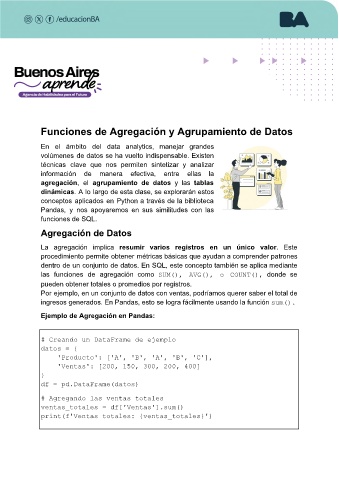 /educacionBA
BA
Buenos Aires
aprende
Agencia de Habilidades para el Futuro
Funciones de Agregación y Agrupamiento de Datos
En el ámbito del data analytics, manejar grandes
volúmenes de datos se ha vuelto indispensable. Existen
técnicas clave que nos permiten sintetizar y analizar
información de manera efectiva, entre ellas la
agregación, el agrupamiento de datos y las tablas
dinámicas. A lo largo de esta clase, se explorarán estos
conceptos aplicados en Python a través de la biblioteca
Pandas, y nos apoyaremos en sus similitudes con las
funciones de SQL.
Agregación de Datos
La agregación implica resumir varios registros en un único valor. Este
procedimiento permite obtener métricas básicas que ayudan a comprender patrones
dentro de un conjunto de datos. En SQL, este concepto también se aplica mediante
las funciones de agregación como SUM(), AVG(), o COUNT(), donde se
pueden obtener totales o promedios por registros.
Por ejemplo, en un conjunto de datos con ventas, podríamos querer saber el total de
ingresos generados. En Pandas, esto se logra fácilmente usando la función sum().
Ejemplo de Agregación en Pandas:
# Creando un DataFrame de ejemplo
datos = {
'Producto': ['A', 'B', 'A', 'B', 'C'],
'Ventas': [200, 150, 300, 200, 400]
}
df = pd.DataFrame(datos)
# Agregando las ventas totales
ventas_totales = df['Ventas'].sum()
print(f'Ventas totales: {ventas_totales}')